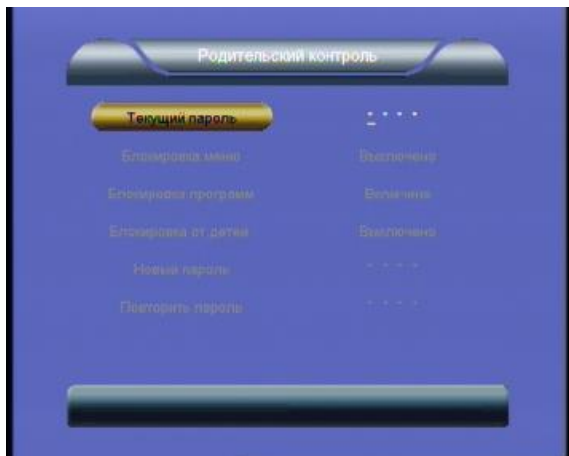 Родительский контроль
Текущий пароль - - - -
Блокировка меню Выключено
Блокировка программ Включено
Блокировка от детей Выключено
Новый пароль - - - -
Повторить пароль - - - -